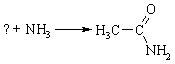 O
? + NH₃ ⟶ H₃C−C
NH₂